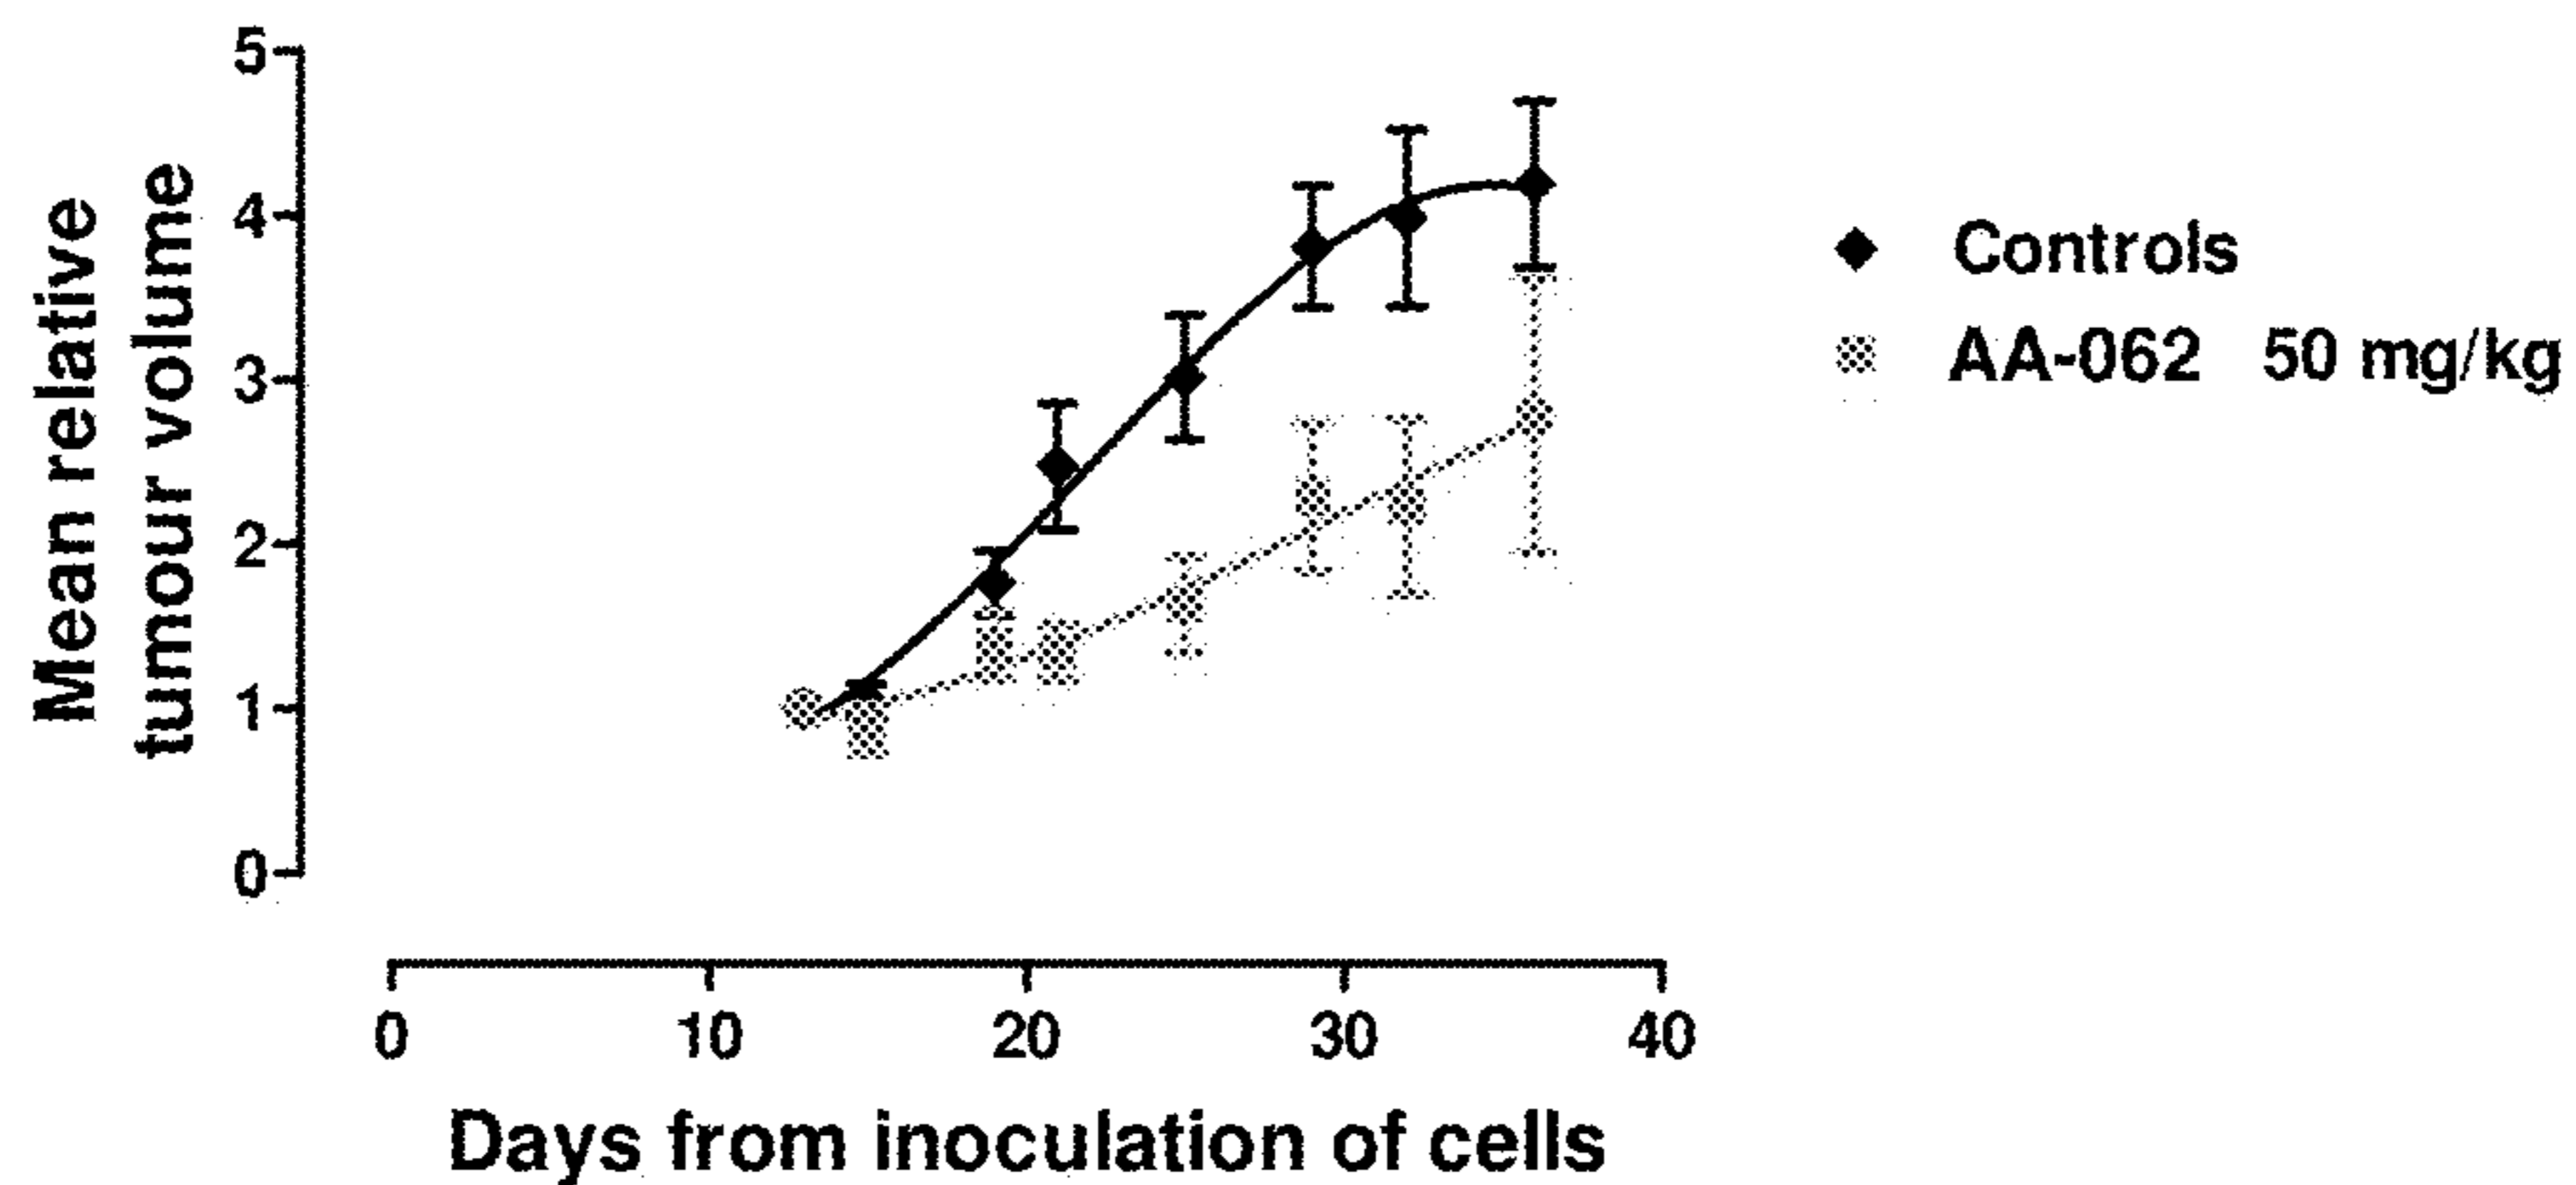 Mean relative
tumour volume
5
4
3
2
1
0
0 10 20 30 40
Days from inoculation of cells
Controls
AA-062 50 mg/kg